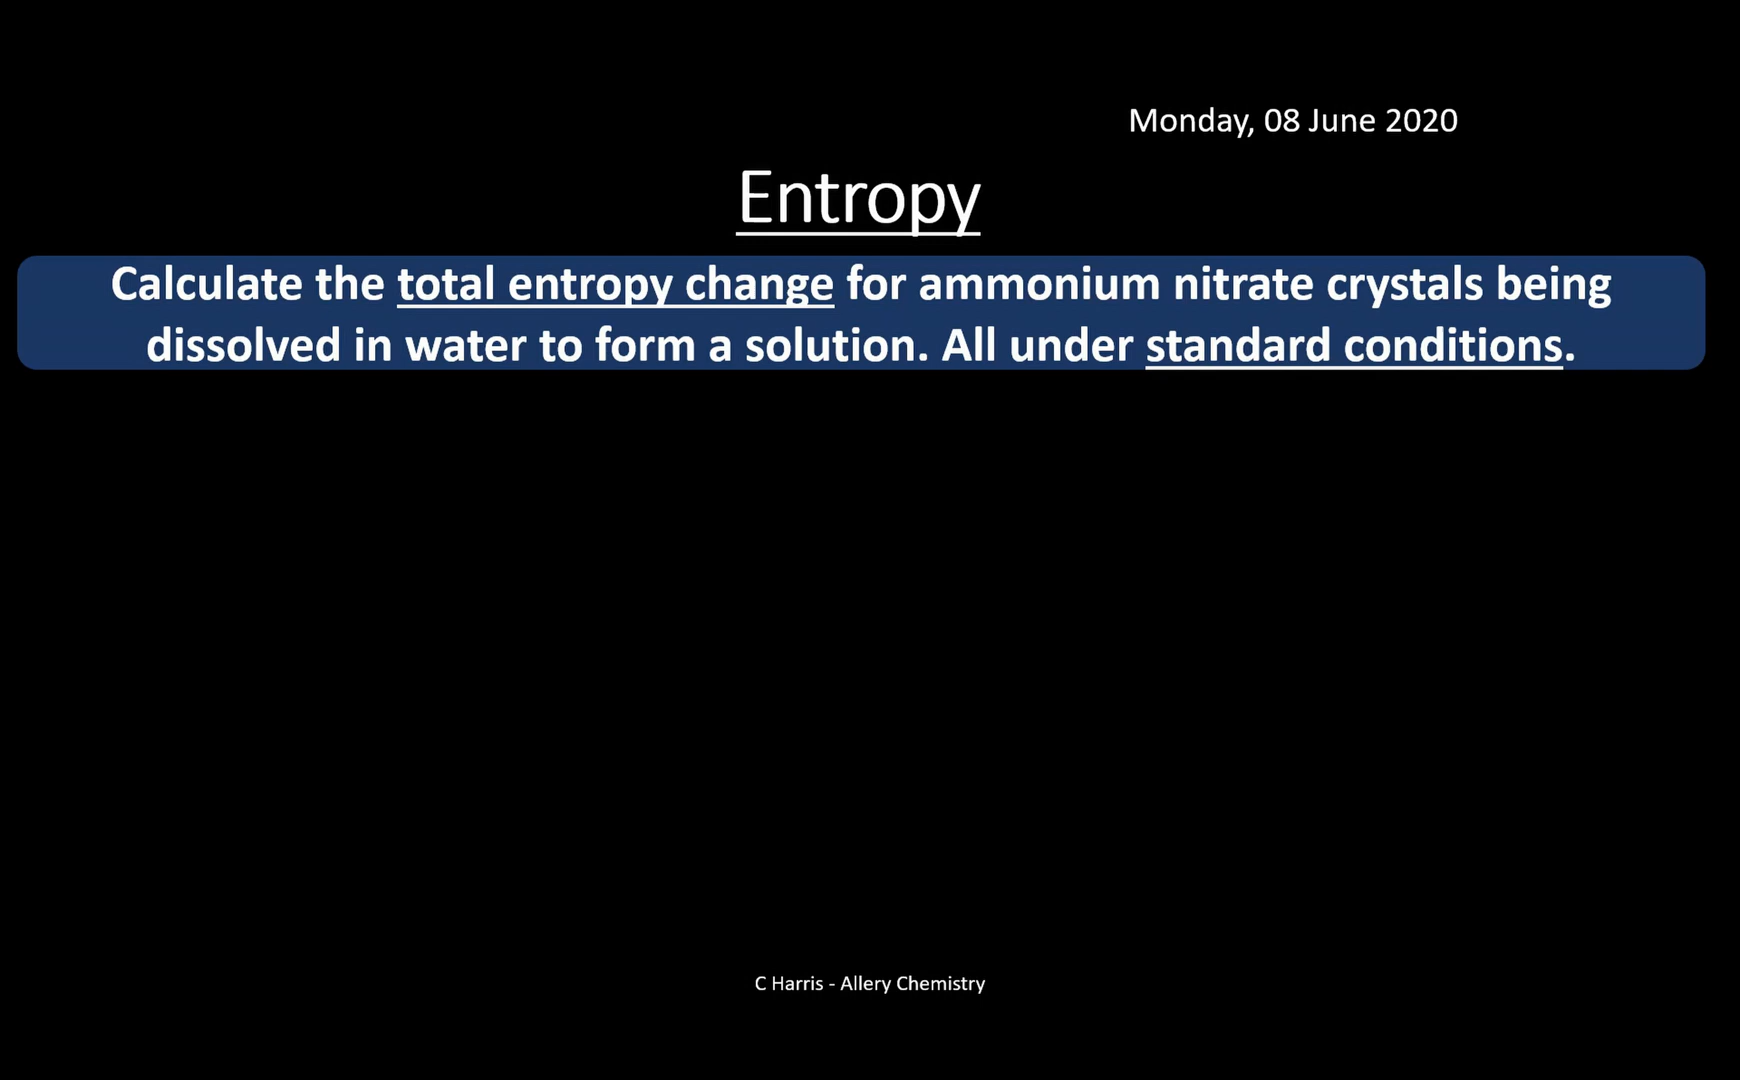 Monday, 08 June 2020
Entropy
Calculate the total entropy change for ammonium nitrate crystals being
dissolved in water to form a solution. All under standard conditions.
C Harris - Allery Chemistry